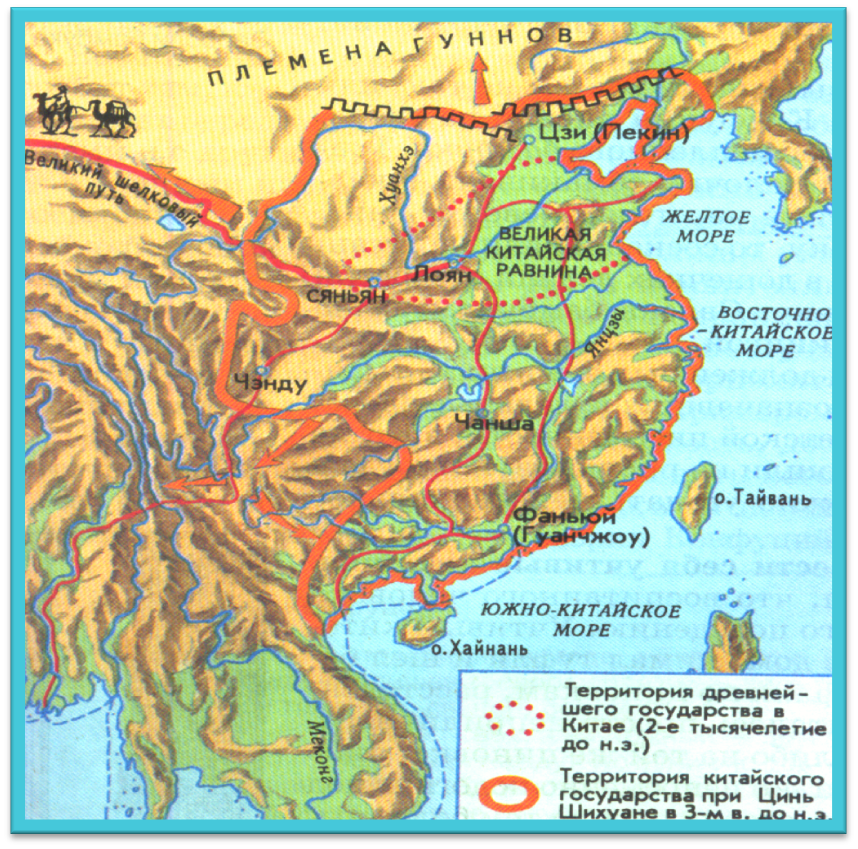 ПЛЕМЕНА ГУННОВ
Цзи (Пекин)
Великий шелковый
путь
Хуанхэ
ЖЕЛТОЕ
МОРЕ
ВЕЛИКАЯ
КИТАЙСКАЯ
РАВНИНА
Лоян
СЯНЬЯН
ВОСТОЧНО
-КИТАЙСКОЕ
МОРЕ
Янцзы
Чэнду
Чанша
о.Тайвань
Фаньюй
(Гуанчжоу)
ЮЖНО-КИТАЙСКОЕ
МОРЕ
о.Хайнань
Меконг
Территория древней-
шего государства в
Китае (2-е тысячелетие
до н.э.)
Территория китайского
государства при Цинь
Шихуане в 3-м в. до н.э.